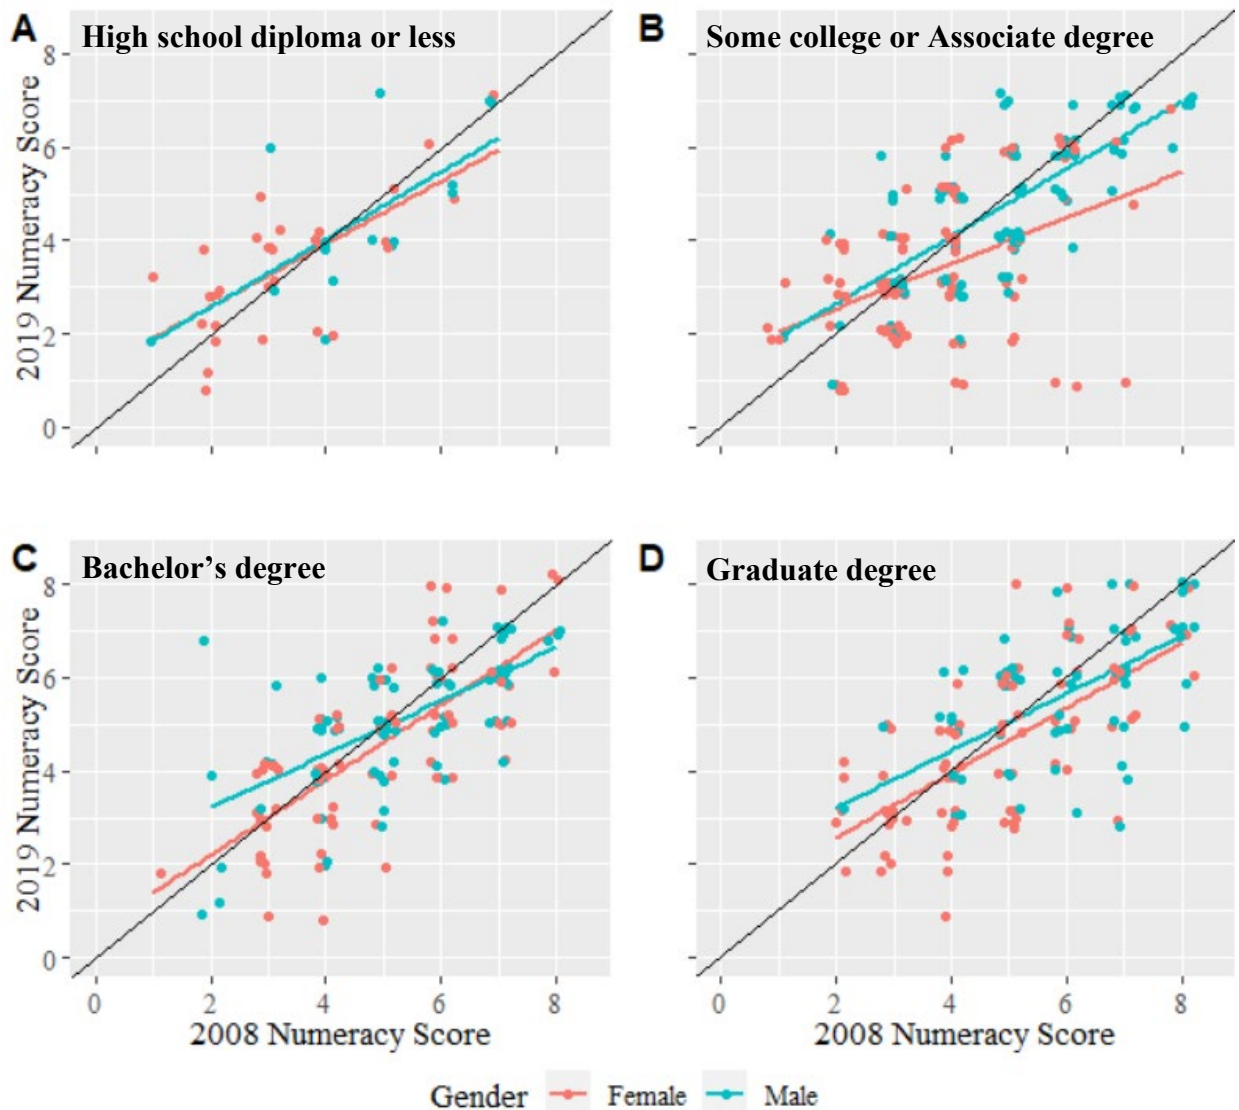 A High school diploma or less
B Some college or Associate degree
8
6
4
2
0
2019 Numeracy Score
C Bachelor’s degree
D Graduate degree
8
6
4
2
0
2019 Numeracy Score
0 2 4 6 8
0 2 4 6 8
2008 Numeracy Score
2008 Numeracy Score
Gender Female Male